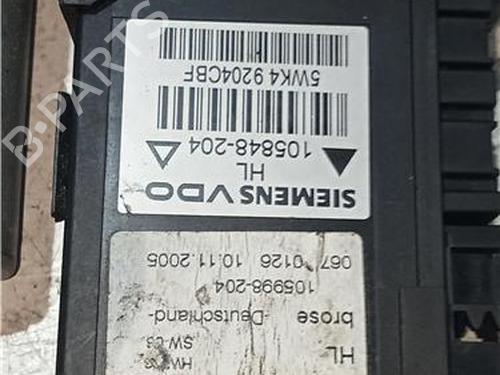 SIEMENS VDO
HL
105848-204
5WK4 9204CBF
HL
brose -Deutschland-
105998-204
067 0126 10.11.2005
B-PARTS